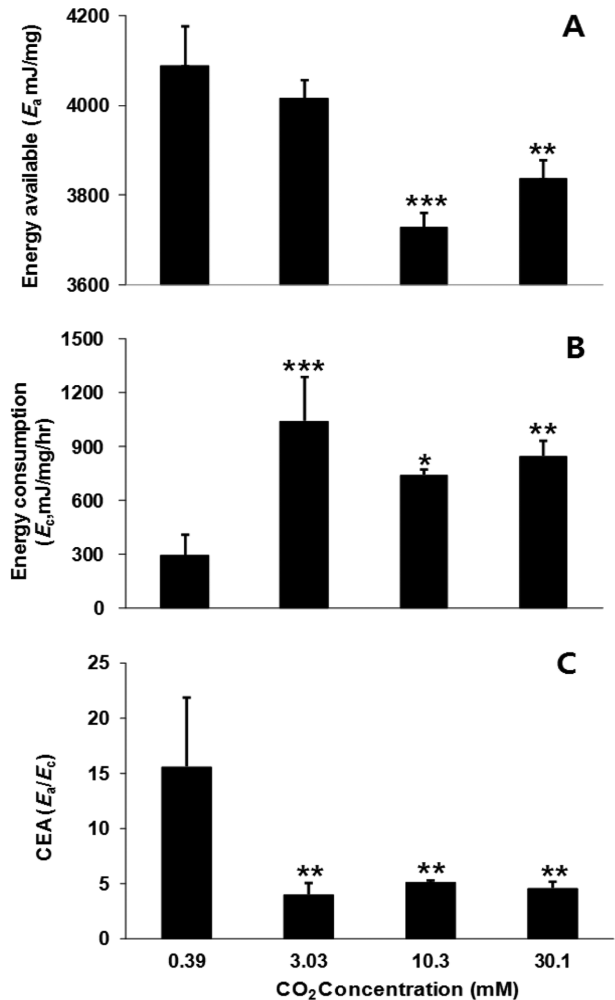 A
Energy available (Ea mJ/mg)
4200
4000
3800
3600
***
**
B
Energy consumption
(Ec,mJ/mg/hr)
1500
1200
900
600
300
0
***
*
**
C
CEA (Ea/Ec)
25
20
15
10
5
0
**
**
**
0.39 3.03 10.3 30.1
CO2 Concentration (mM)